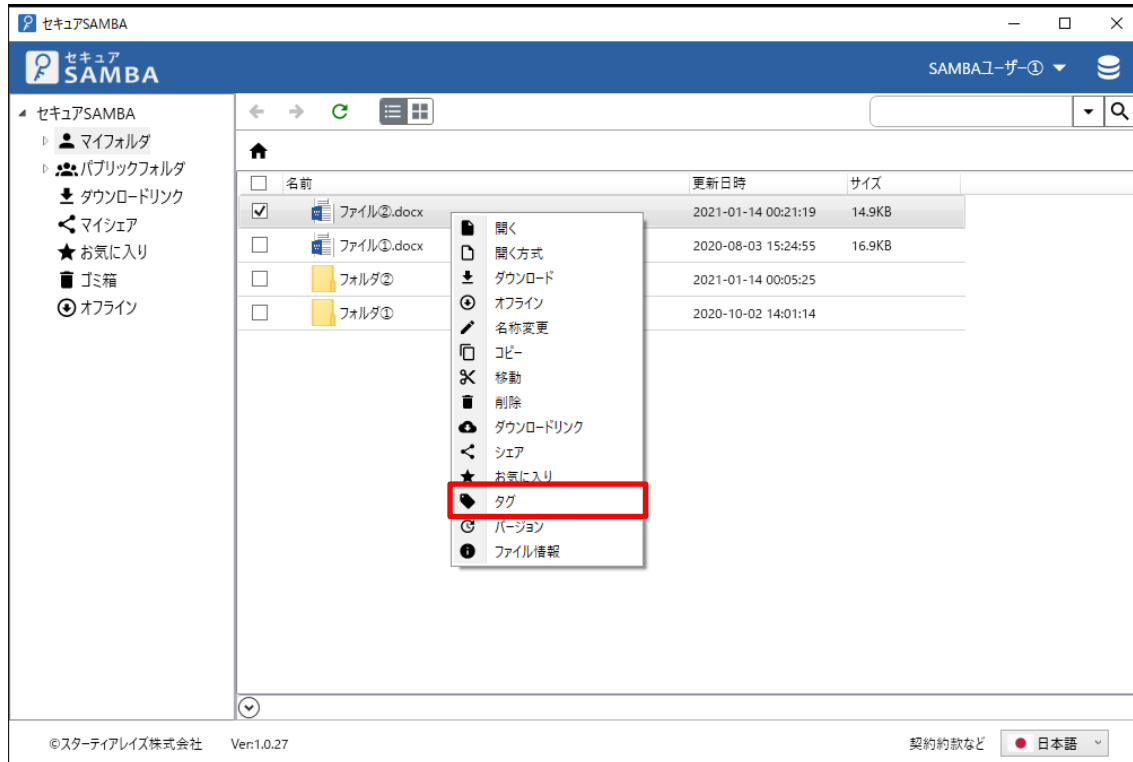 セキュアSAMBA
セキュア
SAMBA
SAMBAユーザー①
セキュアSAMBA
マイフォルダ
パブリックフォルダ
ダウンロードリンク
マイシェア
お気に入り
ゴミ箱
オフライン
名前 更新日時 サイズ
ファイル②.docx 2021-01-14 00:21:19 14.9KB
ファイル①.docx 2020-08-03 15:24:55 16.9KB
フォルダ② 2021-01-14 00:05:25
フォルダ① 2020-10-02 14:01:14
開く
開く方式
ダウンロード
オフライン
名称変更
コピー
移動
削除
ダウンロードリンク
シェア
お気に入り
タグ
バージョン
ファイル情報
©スターティアレイズ株式会社 Ver:1.0.27 契約約款など 日本語